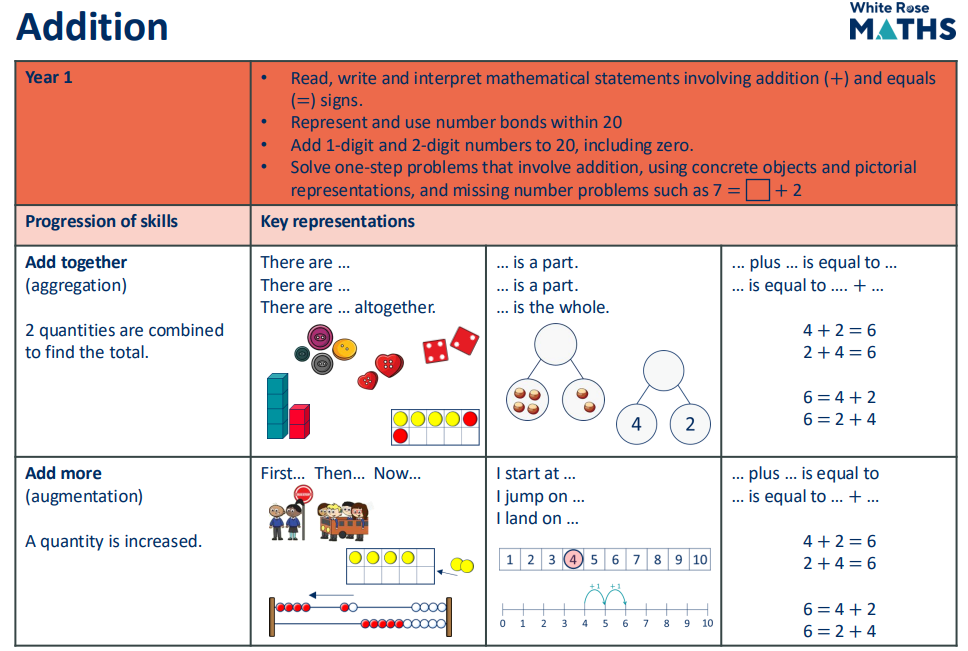 Addition
White Rose
MATHS
Year 1
• Read, write and interpret mathematical statements involving addition (+) and equals
(=) signs.
• Represent and use number bonds within 20
• Add 1-digit and 2-digit numbers to 20, including zero.
• Solve one-step problems that involve addition, using concrete objects and pictorial
representations, and missing number problems such as 7 = □ + 2
Progression of skills
Key representations
Add together
(aggregation)
2 quantities are combined
to find the total.
There are …
There are …
There are … altogether.
… is a part.
… is a part.
… is the whole.
4 2
… plus … is equal to …
… is equal to …. + …
4 + 2 = 6
2 + 4 = 6
6 = 4 + 2
6 = 2 + 4
Add more
(augmentation)
A quantity is increased.
First… Then… Now…
I start at …
I jump on …
I land on …
1 2 3 4 5 6 7 8 9 10
+1 +1
0 1 2 3 4 5 6 7 8 9 10
… plus … is equal to
… is equal to … + …
4 + 2 = 6
2 + 4 = 6
6 = 4 + 2
6 = 2 + 4